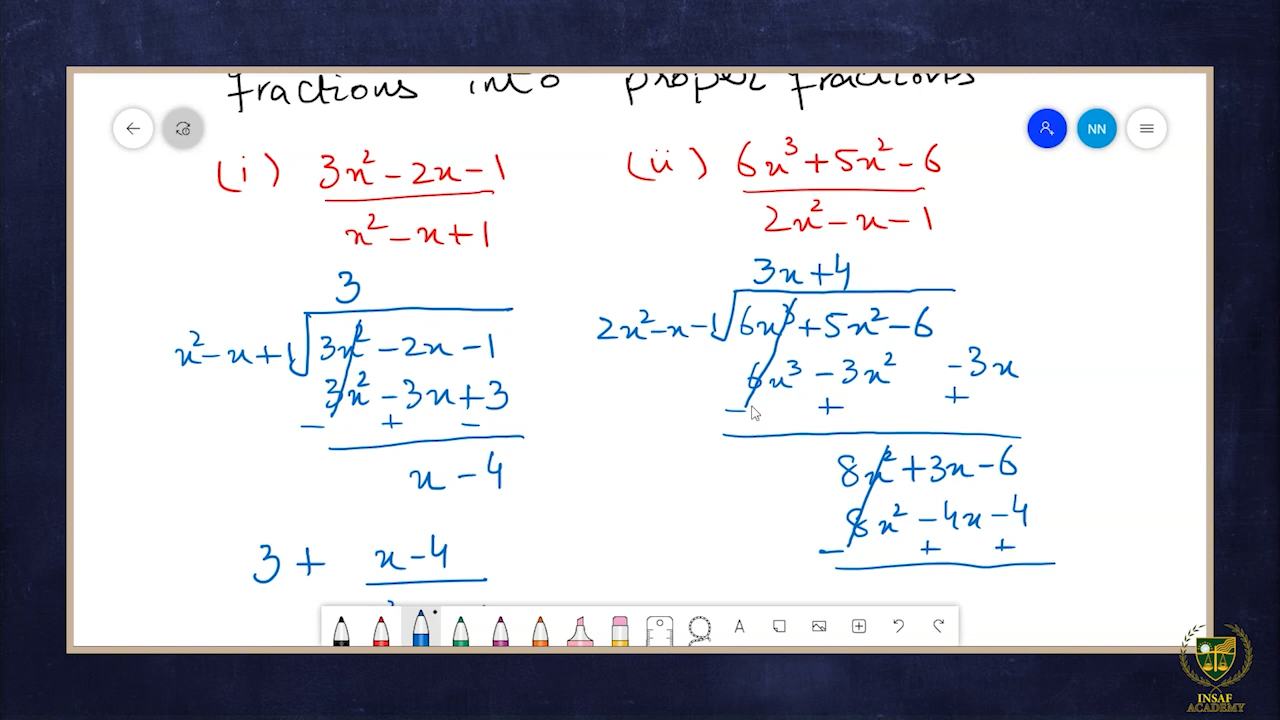 fractions into proper fractions
NN
(i) 3x² - 2x - 1
x² - x + 1
(ii) 6x³ + 5x² - 6
2x² - x - 1
3
x² - x + 1 √ 3x² - 2x - 1
3x² - 3x + 3
- + -
x - 4
3 + x - 4
3x + 4
2x² - x - 1 √ 6x³ + 5x² - 6
6x³ - 3x² - 3x
- + +
8x² + 3x - 6
8x² - 4x - 4
- + +
A
INSAF
ACADEMY